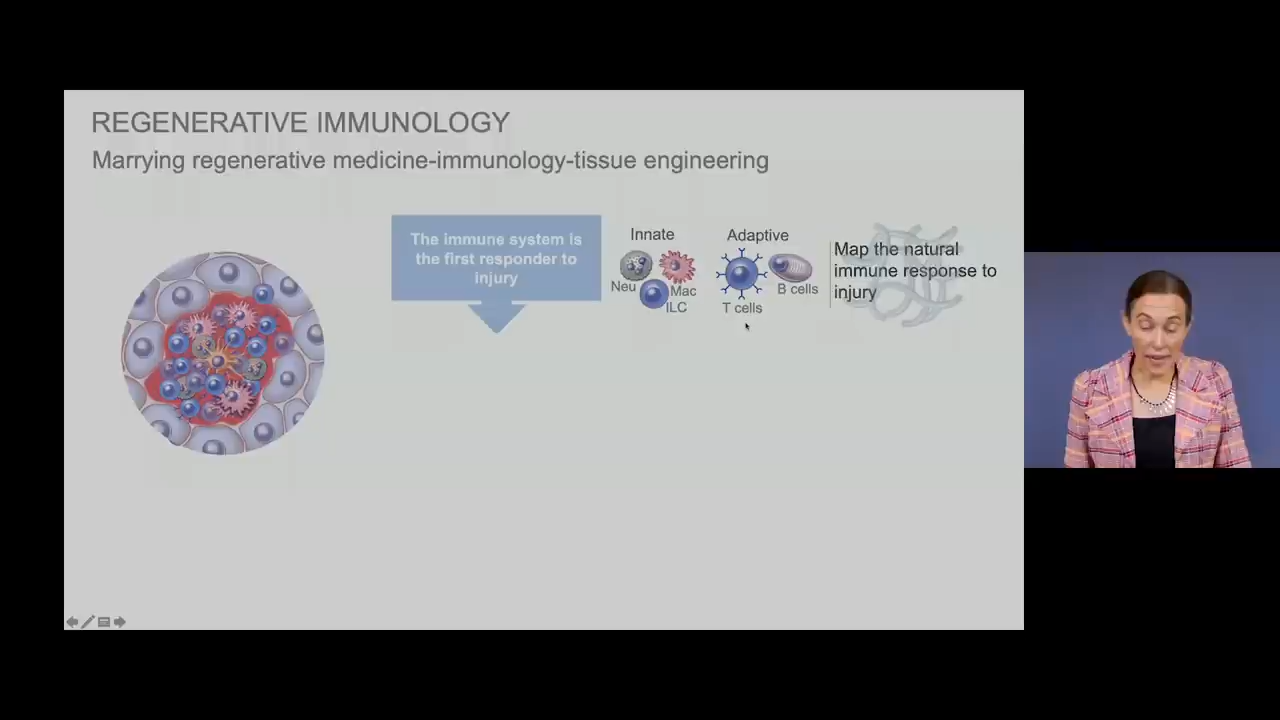 REGENERATIVE IMMUNOLOGY
Marrying regenerative medicine-immunology-tissue engineering
The immune system is
the first responder to
injury
Innate
Neu
Mac
ILC
Adaptive
T cells
B cells
Map the natural
immune response to
injury